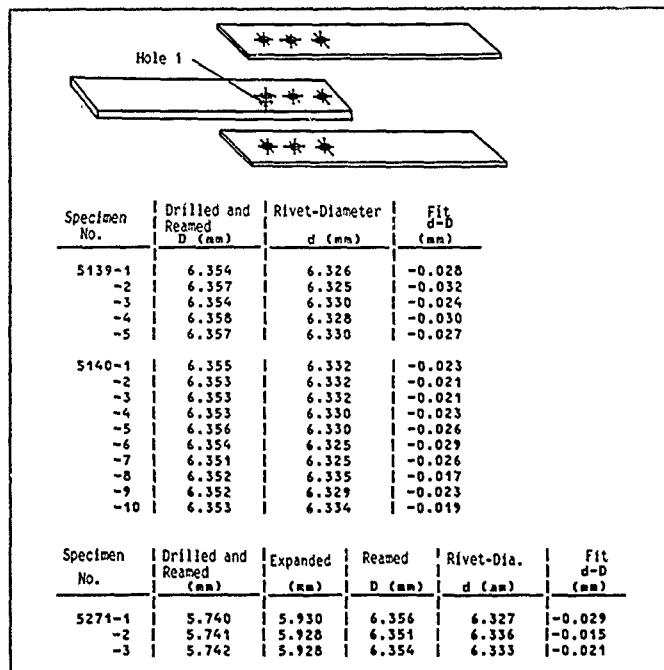 Hole 1
Specimen No. | Drilled and Reamed D (mm) | Rivet-Diameter d (mm) | Fit d-D (mm)
5139-1 | 6.354 | 6.326 | -0.028
-2 | 6.357 | 6.325 | -0.032
-3 | 6.354 | 6.330 | -0.024
-4 | 6.358 | 6.328 | -0.030
-5 | 6.357 | 6.330 | -0.027
5140-1 | 6.355 | 6.332 | -0.023
-2 | 6.353 | 6.332 | -0.021
-3 | 6.353 | 6.332 | -0.021
-4 | 6.353 | 6.330 | -0.023
-5 | 6.356 | 6.330 | -0.026
-6 | 6.354 | 6.325 | -0.029
-7 | 6.351 | 6.325 | -0.026
-8 | 6.352 | 6.335 | -0.017
-9 | 6.352 | 6.329 | -0.023
-10 | 6.353 | 6.334 | -0.019
Specimen No. | Drilled and Reamed (mm) | Expanded (mm) | Reamed D (mm) | Rivet-Dia. d (mm) | Fit d-D (mm)
5271-1 | 5.740 | 5.930 | 6.356 | 6.327 | -0.029
-2 | 5.741 | 5.928 | 6.351 | 6.336 | -0.015
-3 | 5.742 | 5.928 | 6.354 | 6.333 | -0.021